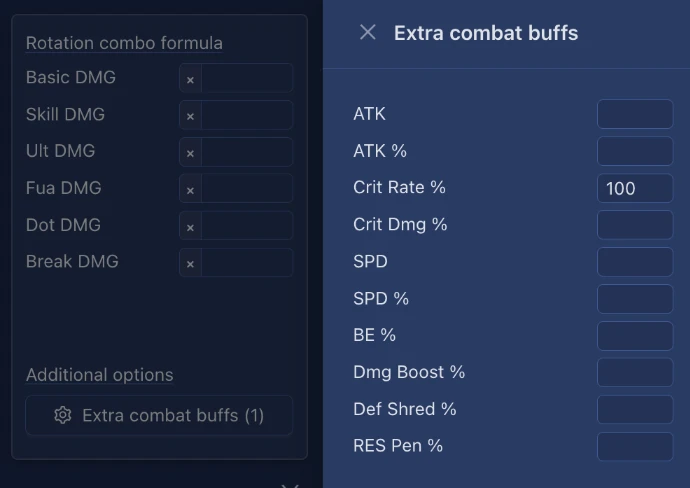 Rotation combo formula
Basic DMG ×
Skill DMG ×
Ult DMG ×
Fua DMG ×
Dot DMG ×
Break DMG ×
Additional options
Extra combat buffs (1)
Extra combat buffs
ATK
ATK %
Crit Rate % 100
Crit Dmg %
SPD
SPD %
BE %
Dmg Boost %
Def Shred %
RES Pen %